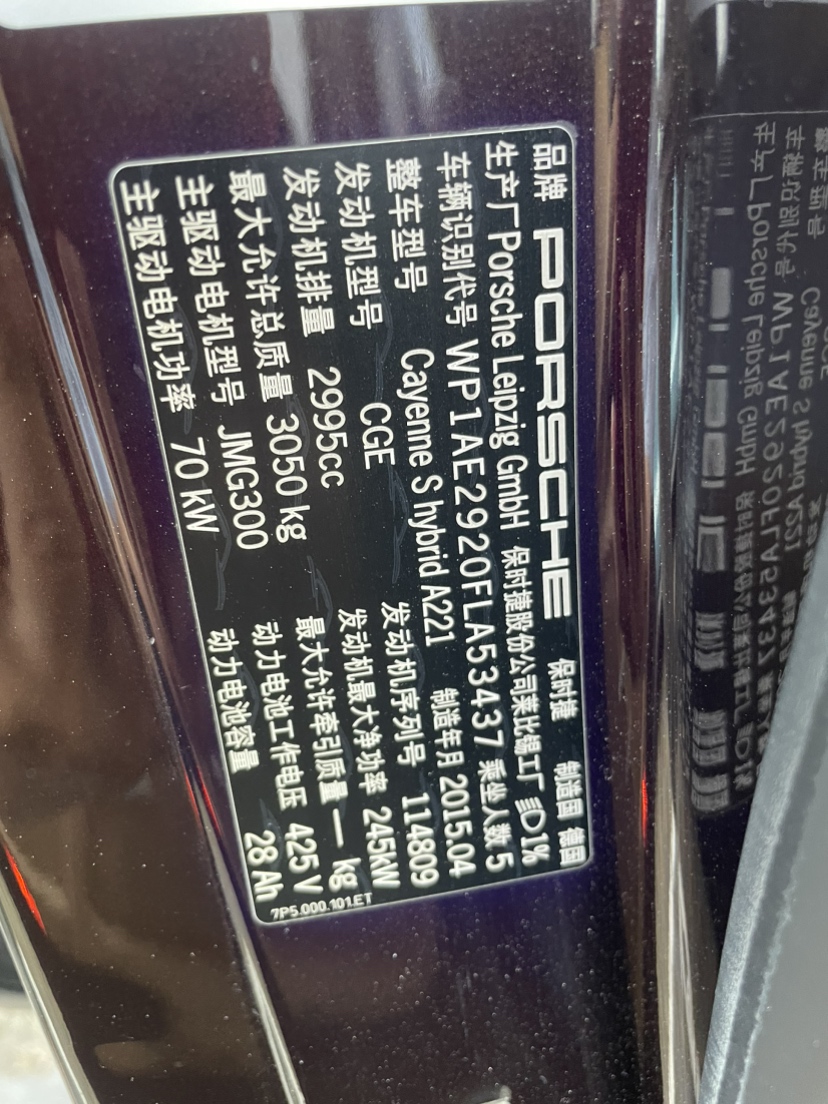 品牌 PORSCHE 保时捷 制造国 德国
生产厂 Porsche Leipzig GmbH 保时捷股份公司莱比锡工厂 1%
车辆识别代号 WP1AE2920FLA53437 乘坐人数 5
整车型号 Cayenne S hybrid A221 制造年月 2015.04
发动机型号 CGE 发动机序列号 114809
发动机排量 2995cc 发动机最大净功率 245kW
最大允许总质量 3050 kg 最大允许牵引质量 — kg
主驱动电机型号 JMG300 动力电池工作电压 425 V
主驱动电机功率 70 kW 动力电池容量 28 Ah
7P5.000.101.ET